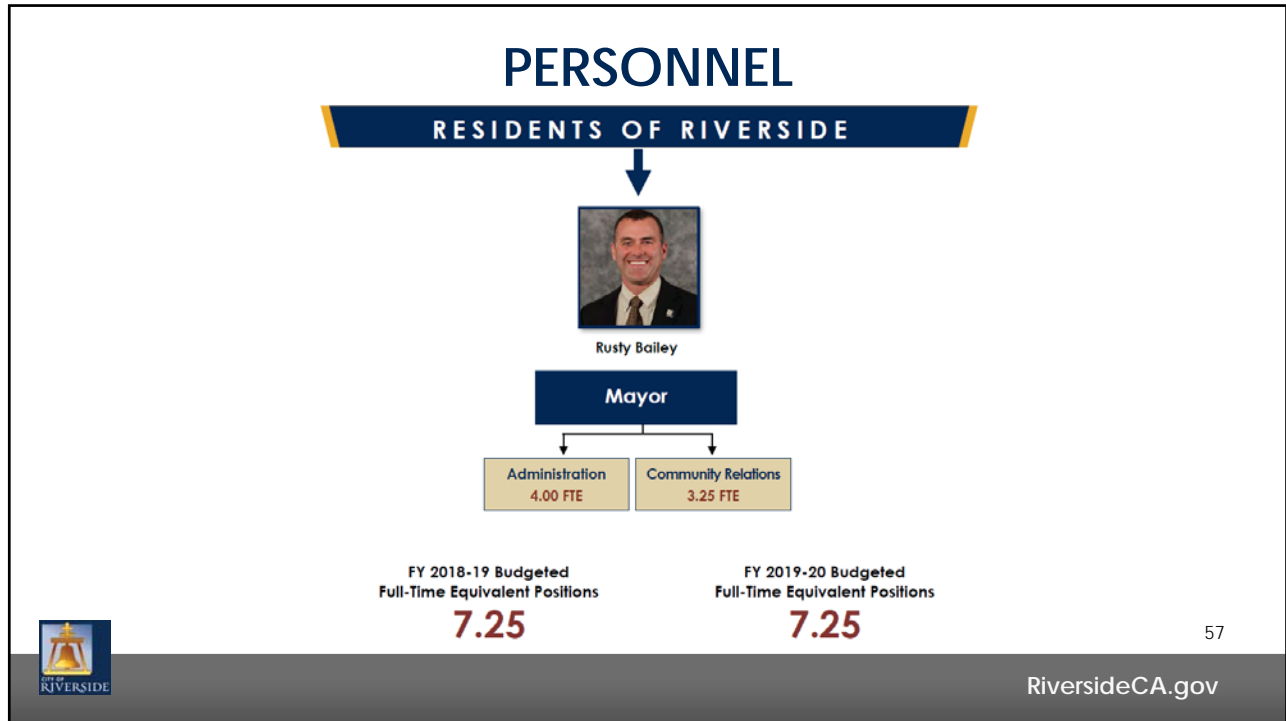 PERSONNEL
RESIDENTS OF RIVERSIDE
Rusty Bailey
Mayor
Administration
4.00 FTE
Community Relations
3.25 FTE
FY 2018-19 Budgeted
Full-Time Equivalent Positions
7.25
FY 2019-20 Budgeted
Full-Time Equivalent Positions
7.25
57
CITY OF
RIVERSIDE
RiversideCA.gov